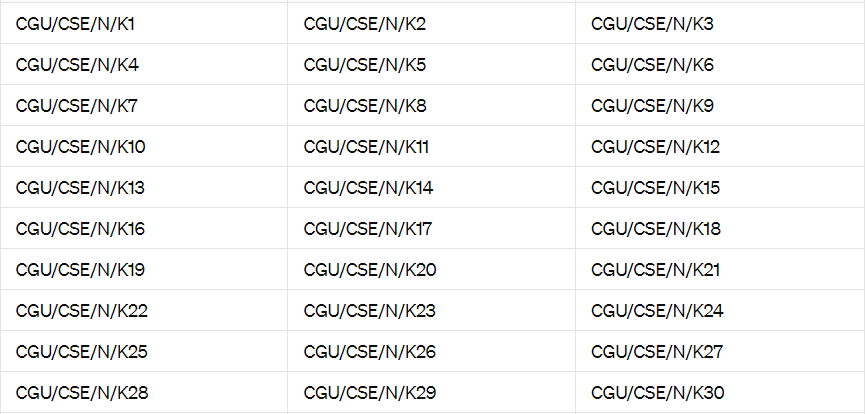 CGU/CSE/N/K1 CGU/CSE/N/K2 CGU/CSE/N/K3
CGU/CSE/N/K4 CGU/CSE/N/K5 CGU/CSE/N/K6
CGU/CSE/N/K7 CGU/CSE/N/K8 CGU/CSE/N/K9
CGU/CSE/N/K10 CGU/CSE/N/K11 CGU/CSE/N/K12
CGU/CSE/N/K13 CGU/CSE/N/K14 CGU/CSE/N/K15
CGU/CSE/N/K16 CGU/CSE/N/K17 CGU/CSE/N/K18
CGU/CSE/N/K19 CGU/CSE/N/K20 CGU/CSE/N/K21
CGU/CSE/N/K22 CGU/CSE/N/K23 CGU/CSE/N/K24
CGU/CSE/N/K25 CGU/CSE/N/K26 CGU/CSE/N/K27
CGU/CSE/N/K28 CGU/CSE/N/K29 CGU/CSE/N/K30